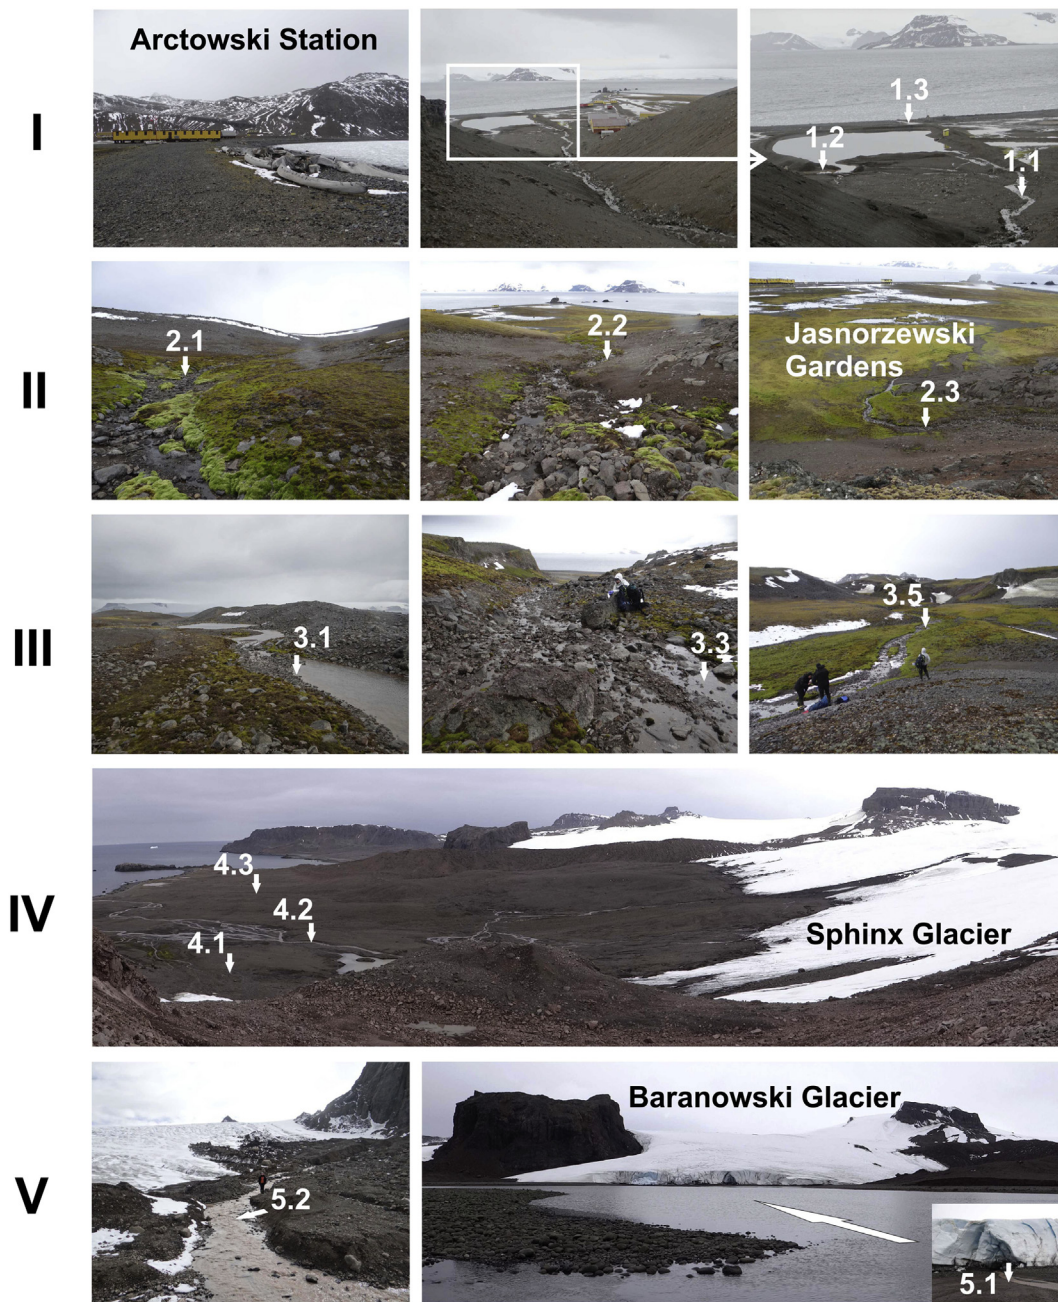 Arctowski Station
I
1.3
1.2
1.1
2.1
2.2
Jasnorzewski
Gardens
II
2.3
3.1
3.3
3.5
III
4.3
4.2
4.1
IV
Sphinx Glacier
Baranowski Glacier
V
5.2
5.1